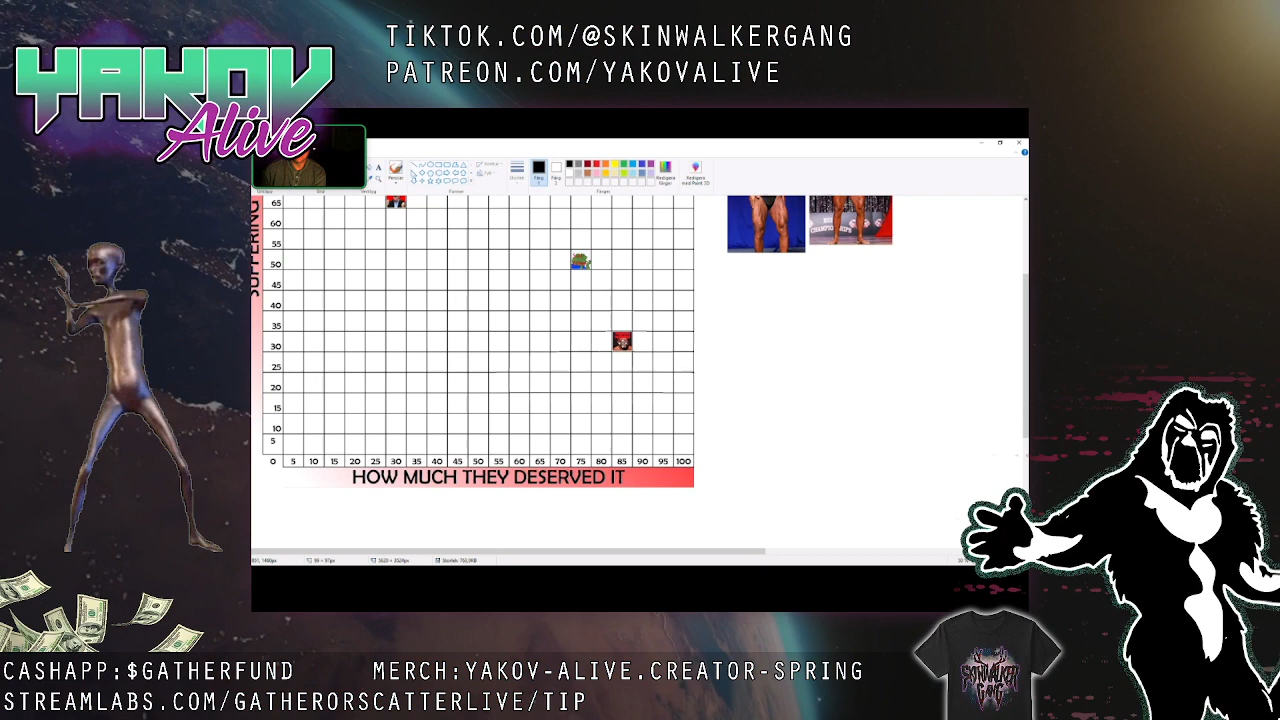 TIKTOK.COM/@SKINWALKERGANG
PATREON.COM/YAKOVALIVE
YAKOV
Alive
SUFFERING
65
60
55
50
45
40
35
30
25
20
15
10
5
0 5 10 15 20 25 30 35 40 45 50 55 60 65 70 75 80 85 90 95 100
HOW MUCH THEY DESERVED IT
CHAMPIONSHIPS
SKINWALKER
GANG
CASHAPP:$GATHERFUND
MERCH:YAKOV-ALIVE.CREATOR-SPRING
STREAMLABS.COM/GATHERORSCATTERLIVE/TIP